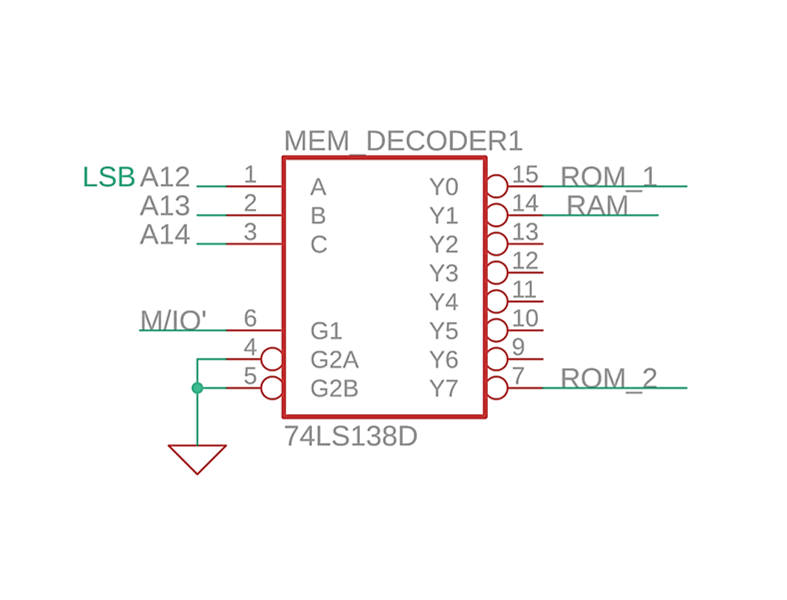 MEM_DECODER1
LSB A12 1 A Y0 15 ROM_1
A13 2 B Y1 14 RAM
A14 3 C Y2 13
Y3 12
Y4 11
M/IO' 6 G1 Y5 10
4 G2A Y6 9
5 G2B Y7 7 ROM_2
74LS138D